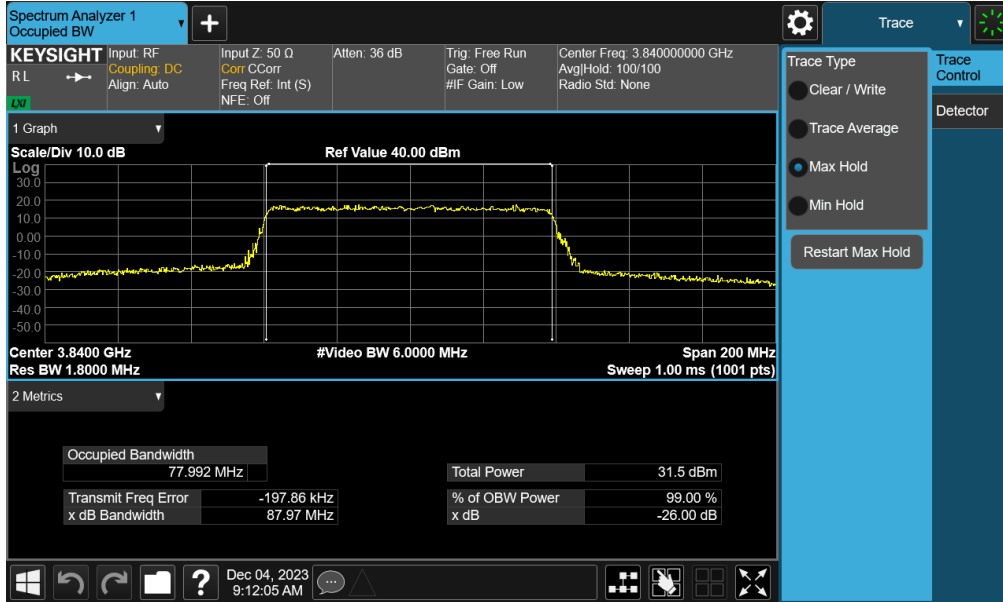 Spectrum Analyzer 1
Occupied BW
+
Trace
KEYSIGHT
RL
LXI
Input: RF
Coupling: DC
Align: Auto
Input Z: 50 Ω
Corr CCorr
Freq Ref: Int (S)
NFE: Off
Atten: 36 dB
Trig: Free Run
Gate: Off
#IF Gain: Low
Center Freq: 3.840000000 GHz
Avg|Hold: 100/100
Radio Std: None
Trace Type
Clear / Write
Trace Average
Max Hold
Min Hold
Restart Max Hold
Trace
Control
Detector
1 Graph
Scale/Div 10.0 dB
Ref Value 40.00 dBm
Log
30.0
20.0
10.0
0.00
-10.0
-20.0
-30.0
-40.0
-50.0
Center 3.8400 GHz
#Video BW 6.0000 MHz
Span 200 MHz
Res BW 1.8000 MHz
Sweep 1.00 ms (1001 pts)
2 Metrics
Occupied Bandwidth
77.992 MHz
Total Power 31.5 dBm
Transmit Freq Error -197.86 kHz
% of OBW Power 99.00 %
x dB Bandwidth 87.97 MHz
x dB -26.00 dB
?
Dec 04, 2023
9:12:05 AM